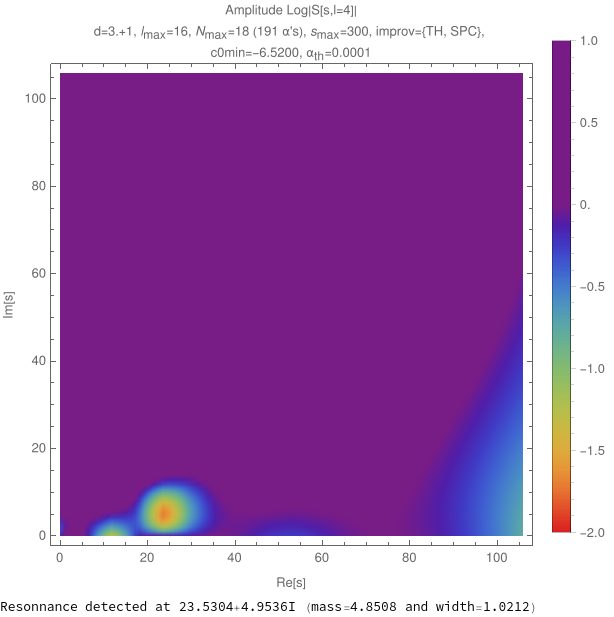 Amplitude Log|S[s,l=4]|
d=3.+1, lmax=16, Nmax=18 (191 α's), smax=300, improv={TH, SPC},
c0min=−6.5200, αth=0.0001
1.0
0.5
0.
−0.5
−1.0
−1.5
−2.0
100
80
60
40
20
0
Im[s]
0 20 40 60 80 100
Re[s]
Resonnance detected at 23.5304+4.9536I (mass=4.8508 and width=1.0212)